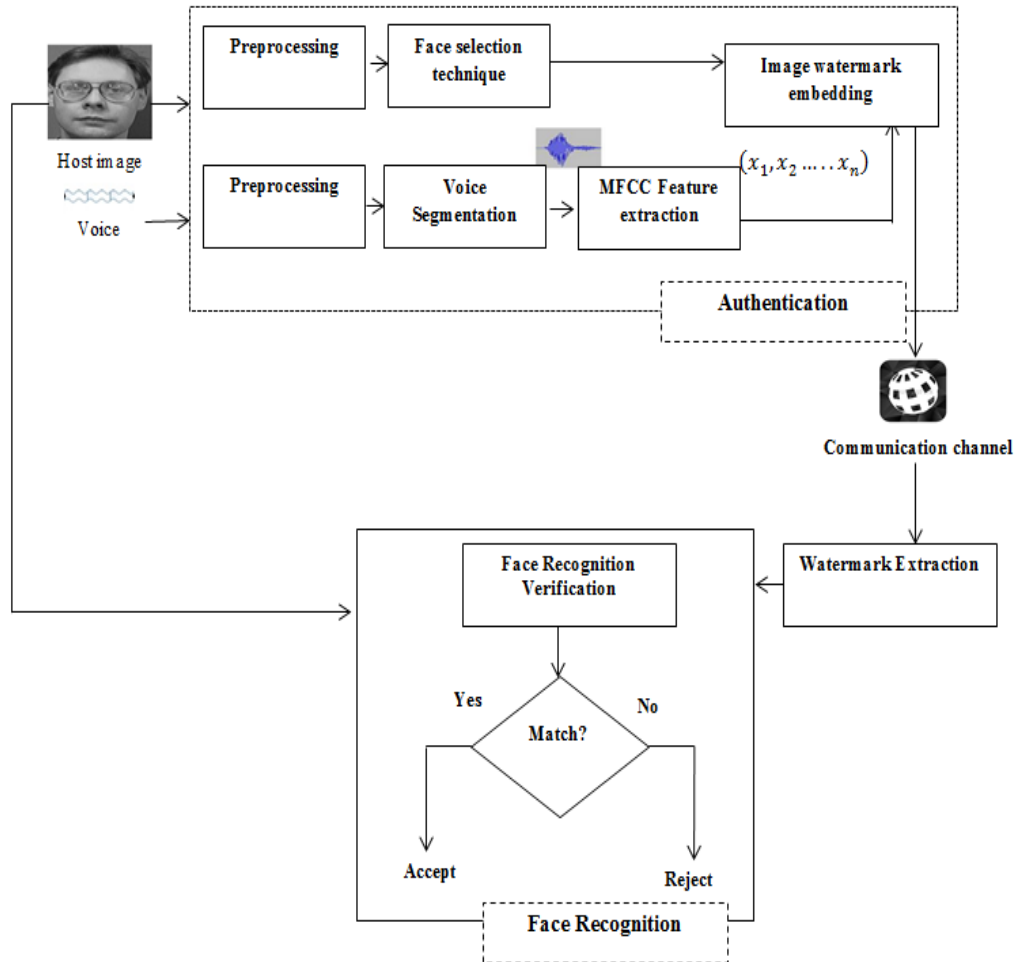 Preprocessing
Face selection
technique
Image watermark
embedding
Host image
Voice
Preprocessing
Voice
Segmentation
MFCC Feature
extraction
(x₁, x₂ ..... xₙ)
Authentication
Communication channel
Watermark Extraction
Face Recognition
Verification
Yes
No
Match?
Accept
Reject
Face Recognition